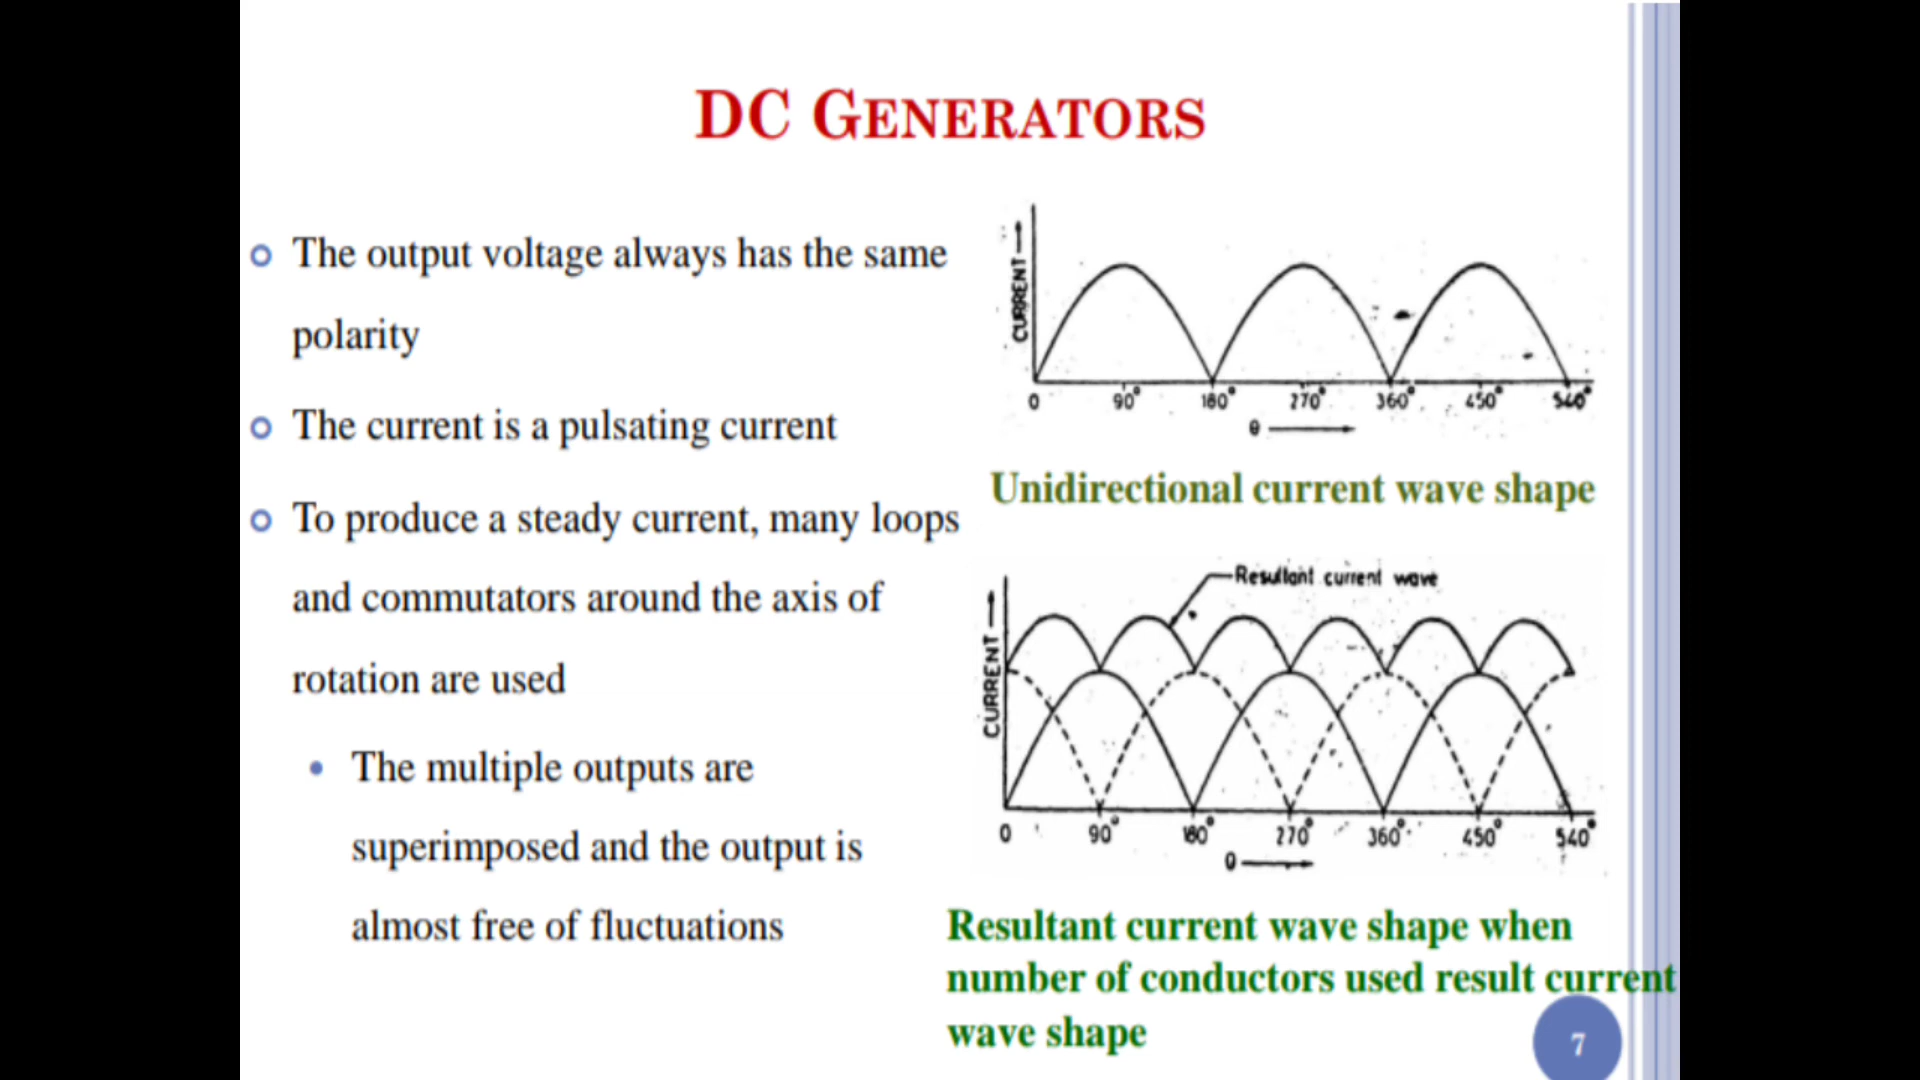 DC GENERATORS
The output voltage always has the same
polarity
The current is a pulsating current
To produce a steady current, many loops
and commutators around the axis of
rotation are used
The multiple outputs are
superimposed and the output is
almost free of fluctuations
CURRENT
0 90° 180° 270° 360° 450° 540°
θ
Unidirectional current wave shape
Resultant current wave
CURRENT
0 90° 180° 270° 360° 450° 540°
θ
Resultant current wave shape when
number of conductors used result current
wave shape
7